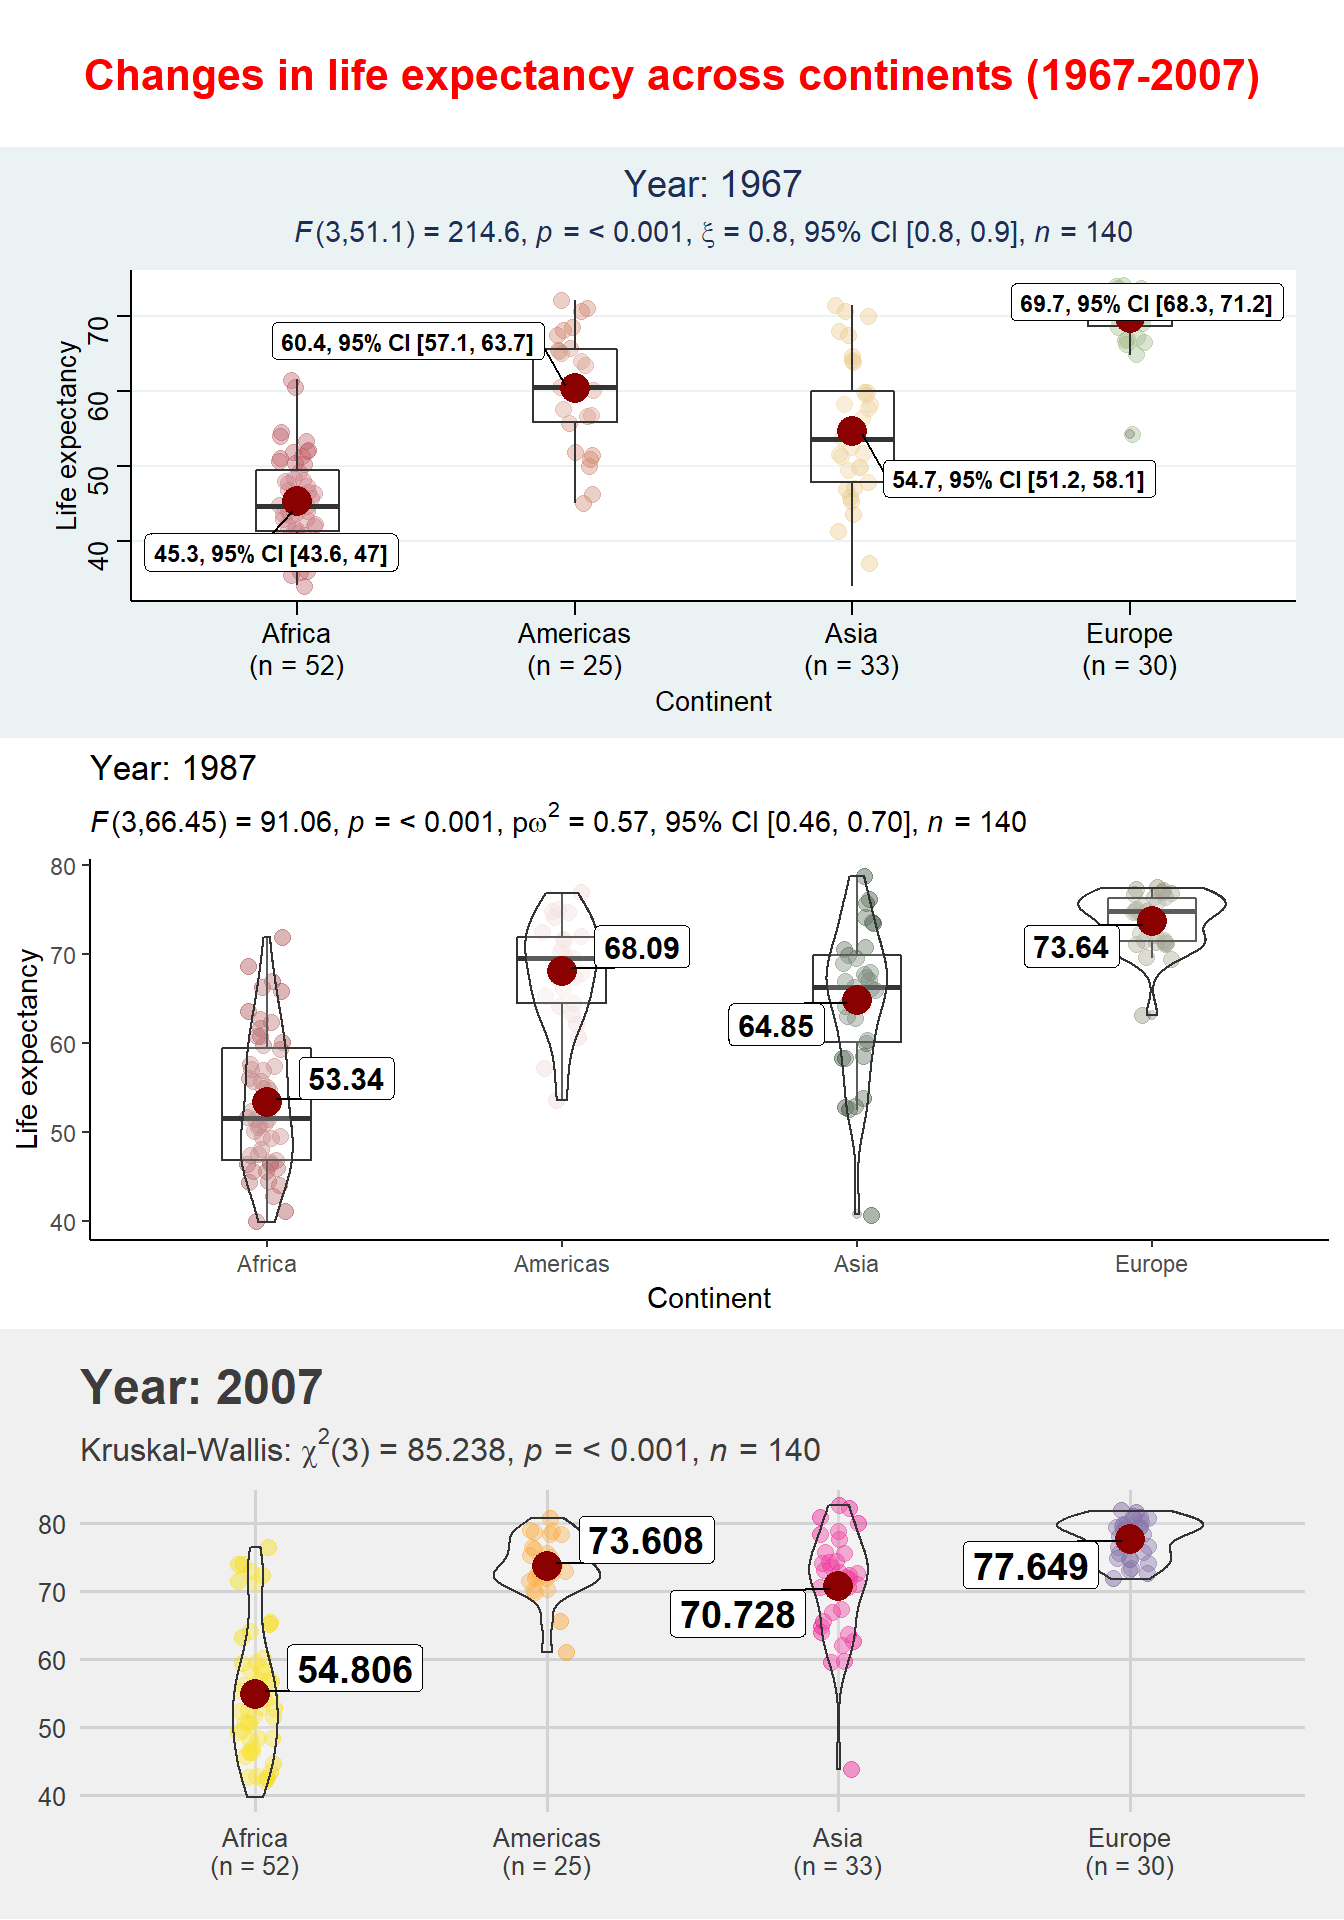 Changes in life expectancy across continents (1967-2007)
Year: 1967
F(3,51.1) = 214.6, p = < 0.001, ξ = 0.8, 95% CI [0.8, 0.9], n = 140
Life expectancy
70
60
50
40
69.7, 95% CI [68.3, 71.2]
60.4, 95% CI [57.1, 63.7]
54.7, 95% CI [51.2, 58.1]
45.3, 95% CI [43.6, 47]
Africa Americas Asia Europe
(n = 52) (n = 25) (n = 33) (n = 30)
Continent
Year: 1987
F(3,66.45) = 91.06, p = < 0.001, pω² = 0.57, 95% CI [0.46, 0.70], n = 140
Life expectancy
80
70
60
50
40
68.09
73.64
64.85
53.34
Africa Americas Asia Europe
Continent
Year: 2007
Kruskal-Wallis: χ²(3) = 85.238, p = < 0.001, n = 140
80
70
60
50
40
73.608
77.649
70.728
54.806
Africa Americas Asia Europe
(n = 52) (n = 25) (n = 33) (n = 30)